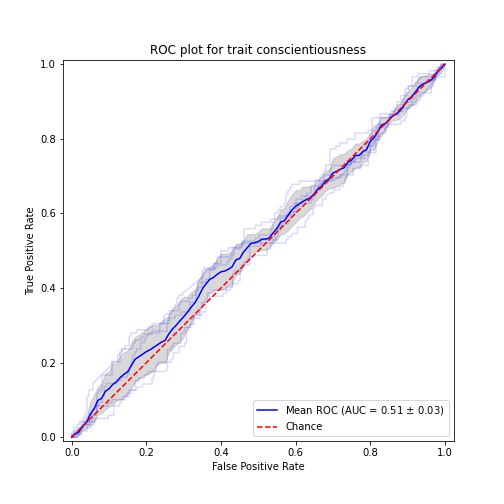 ROC plot for trait conscientiousness
True Positive Rate
1.0
0.8
0.6
0.4
0.2
0.0
Mean ROC (AUC = 0.51 ± 0.03)
Chance
0.0 0.2 0.4 0.6 0.8 1.0
False Positive Rate